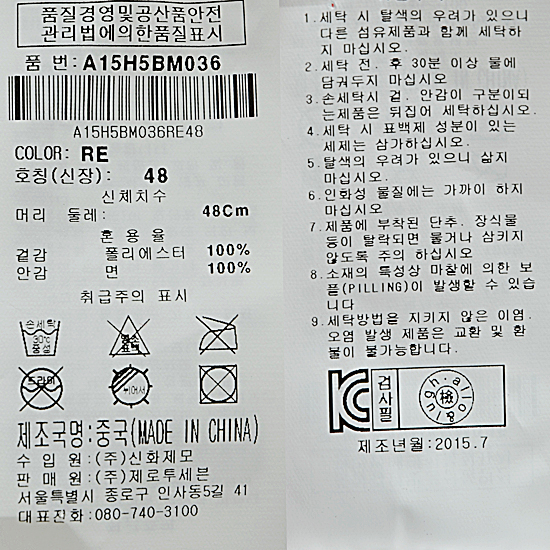 품질경영및공산품안전
관리법에의한품질표시
품 번: A15H5BM036
A15H5BM036RE48
COLOR: RE
호칭(신장): 48
신체치수
머리 둘레: 48Cm
혼용율
겉감 폴리에스터 100%
안감 면 100%
취급주의 표시
손세탁
30℃
중성
염소
표백
드라이
제조국명:중국(MADE IN CHINA)
수 입 원:(주)신화제모
판 매 원:(주)제로투세븐
서울특별시 종로구 인사동5길 41
대표전화:080-740-3100
1.세탁 시 탈색의 우려가 있으니
다른 섬유제품과 함께 세탁하
지 마십시오.
2.세탁 전. 후 30분 이상 물에
담궈두지 마십시오
3.손세탁시 겉. 안감이 구분이되
는제품은 뒤집어 세탁하십시오.
4.세탁 시 표백제 성분이 있는
세제는 삼가하십시오.
5.탈색의 우려가 있으니 삶지
마십시오.
6.인화성 물질에는 가까이 하지
마십시오
7.제품에 부착된 단추. 장식물
등이 탈락되면 물거나 삼키지
않도록 주의 하십시오
8.소재의 특성상 마찰에 의한 보
플(PILLING)이 발생할 수 있습
니다
9.세탁방법을 지키지 않은 이염.
오염 발생 제품은 교환 및 환
불이 불가능합니다.
KC 검사필 檢
제조년월:2015.7